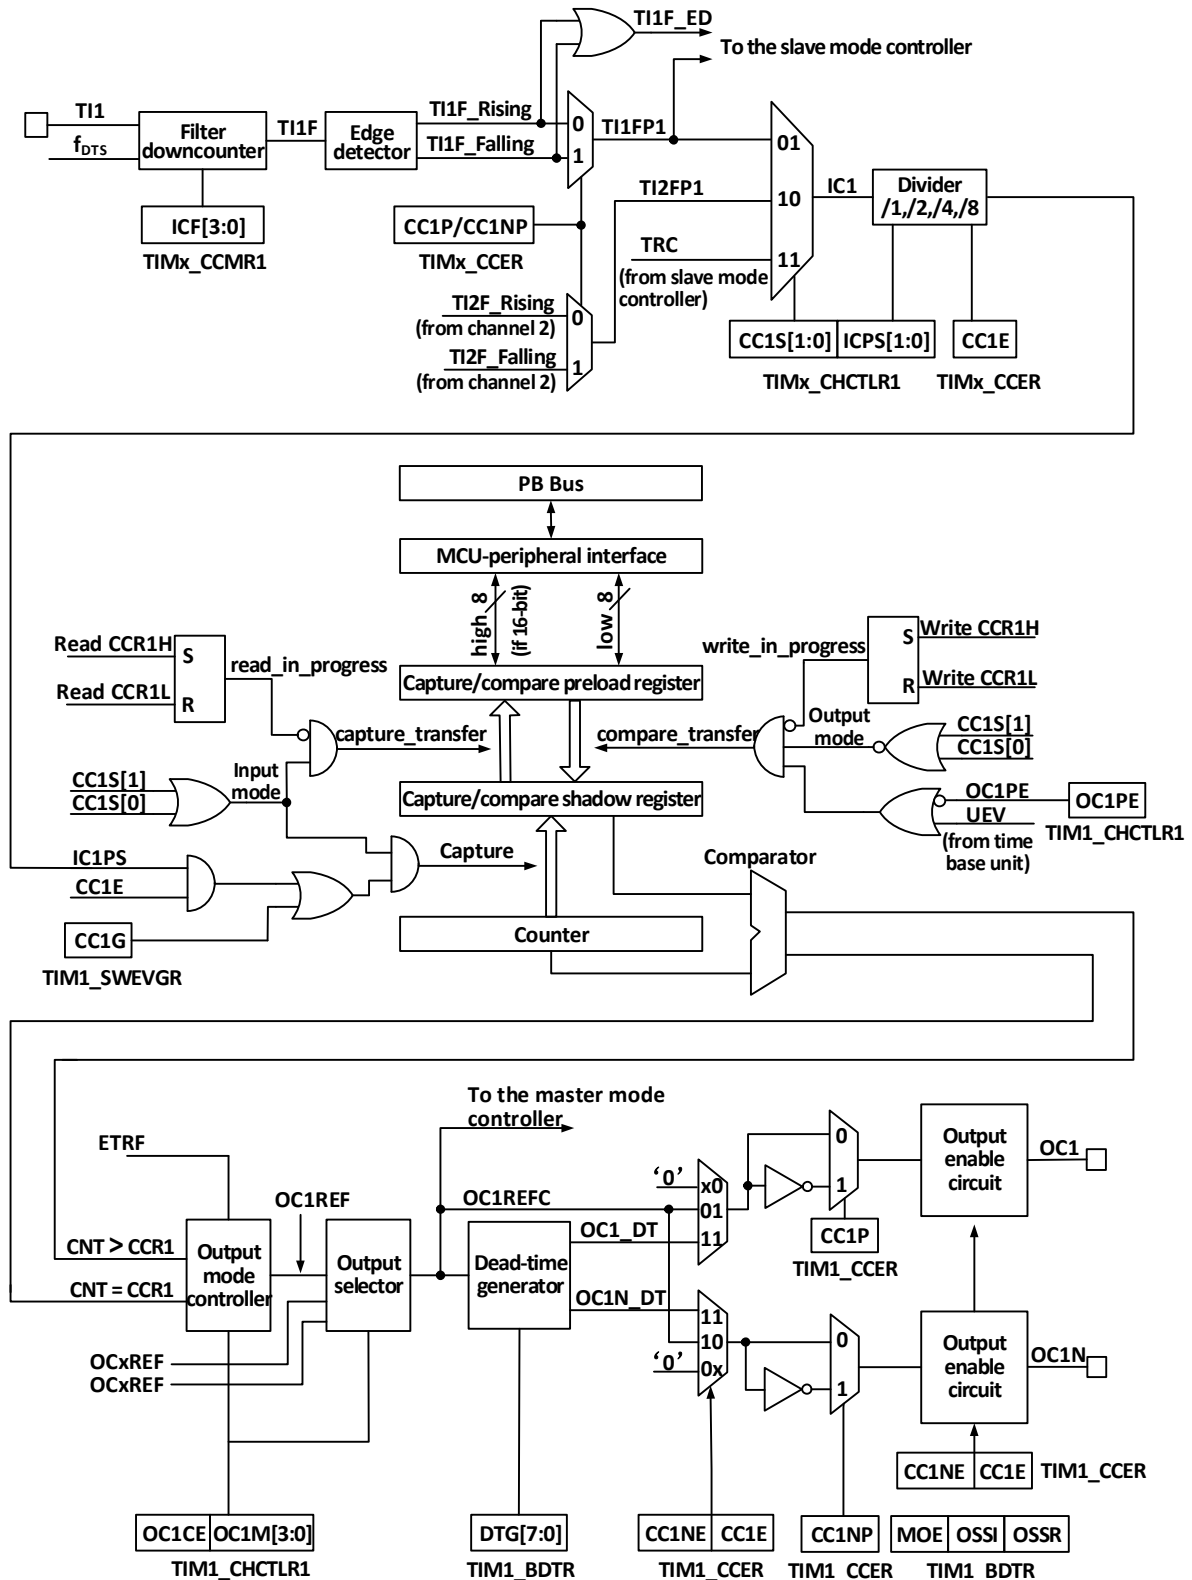 TI1F_ED
To the slave mode controller
TI1
fDTS
Filter
downcounter
TI1F
Edge
detector
TI1F_Rising
TI1F_Falling
0
1
TI1FP1
01
10
11
TI2FP1
TRC
(from slave mode
controller)
IC1
Divider
/1,/2,/4,/8
ICF[3:0]
TIMx_CCMR1
CC1P/CC1NP
TIMx_CCER
TI2F_Rising
(from channel 2)
TI2F_Falling
(from channel 2)
0
1
CC1S[1:0]
ICPS[1:0]
CC1E
TIMx_CHCTLR1
TIMx_CCER
PB Bus
MCU-peripheral interface
high
8
(if 16-bit)
low
8
Read CCR1H
Read CCR1L
S
R
read_in_progress
Capture/compare preload register
write_in_progress
S
R
Write CCR1H
Write CCR1L
capture_transfer
compare_transfer
Output
mode
CC1S[1]
CC1S[0]
CC1S[1]
CC1S[0]
Input
mode
Capture/compare shadow register
OC1PE
UEV
(from time
base unit)
OC1PE
TIM1_CHCTLR1
IC1PS
CC1E
Capture
Comparator
CC1G
TIM1_SWEVGR
Counter
To the master mode
controller
ETRF
OC1REF
CNT > CCR1
CNT = CCR1
Output
mode
controller
Output
selector
OCxREF
OCxREF
OC1REFC
Dead-time
generator
OC1_DT
OC1N_DT
‘0’
x0
01
11
11
10
0x
‘0’
0
1
CC1P
TIM1_CCER
0
1
Output
enable
circuit
OC1
Output
enable
circuit
OC1N
CC1NE
CC1E
TIM1_CCER
OC1CE
OC1M[3:0]
TIM1_CHCTLR1
DTG[7:0]
TIM1_BDTR
CC1NE
CC1E
TIM1_CCER
CC1NP
TIM1_CCER
MOE
OSSI
OSSR
TIM1_BDTR